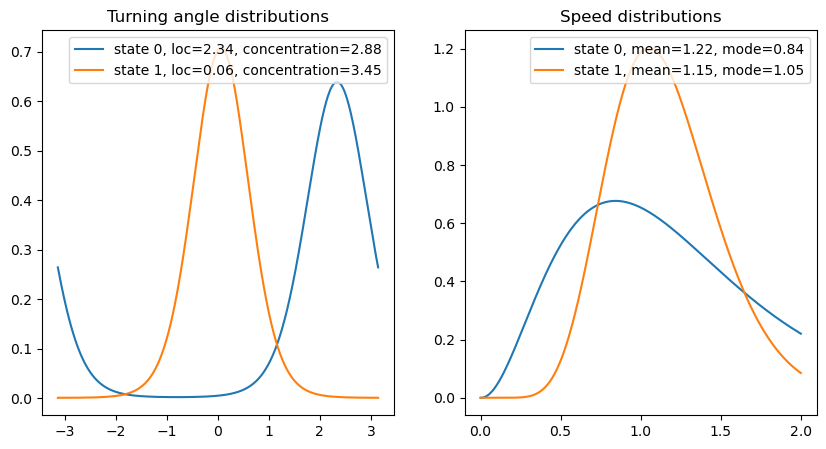 Turning angle distributions
state 0, loc=2.34, concentration=2.88
state 1, loc=0.06, concentration=3.45
0.7
0.6
0.5
0.4
0.3
0.2
0.1
0.0
−3 −2 −1 0 1 2 3
Speed distributions
state 0, mean=1.22, mode=0.84
state 1, mean=1.15, mode=1.05
1.2
1.0
0.8
0.6
0.4
0.2
0.0
0.0 0.5 1.0 1.5 2.0